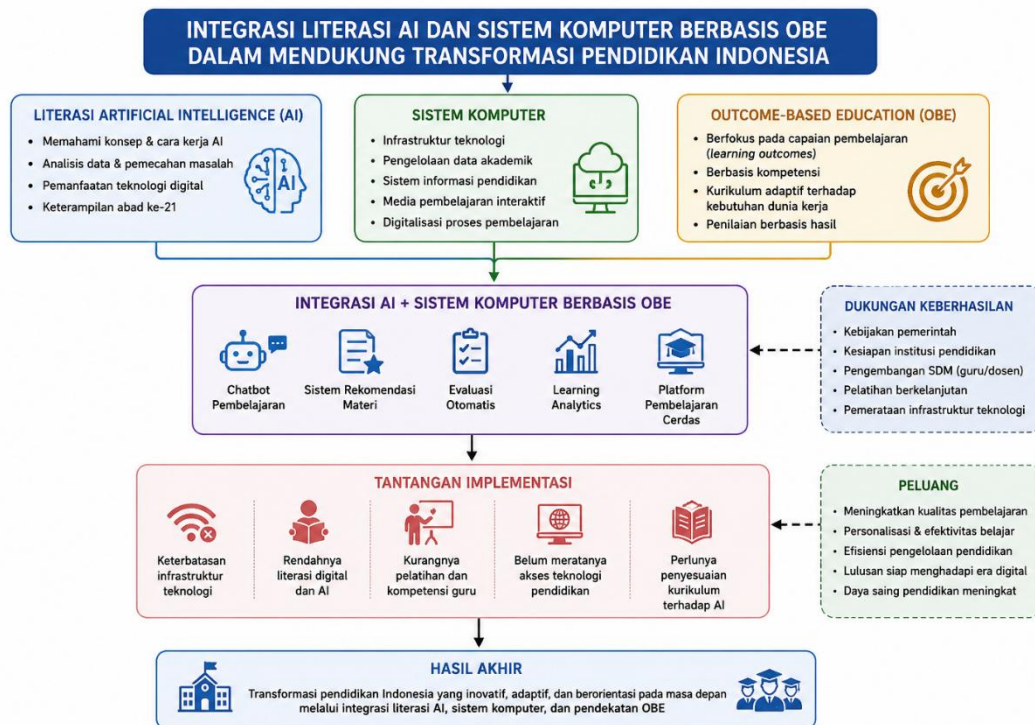 INTEGRASI LITERASI AI DAN SISTEM KOMPUTER BERBASIS OBE
DALAM MENDUKUNG TRANSFORMASI PENDIDIKAN INDONESIA
LITERASI ARTIFICIAL INTELLIGENCE (AI)
• Memahami konsep & cara kerja AI
• Analisis data & pemecahan masalah
• Pemanfaatan teknologi digital
• Keterampilan abad ke-21
AI
SISTEM KOMPUTER
• Infrastruktur teknologi
• Pengelolaan data akademik
• Sistem informasi pendidikan
• Media pembelajaran interaktif
• Digitalisasi proses pembelajaran
OUTCOME-BASED EDUCATION (OBE)
• Berfokus pada capaian pembelajaran
(learning outcomes)
• Berbasis kompetensi
• Kurikulum adaptif terhadap
kebutuhan dunia kerja
• Penilaian berbasis hasil
INTEGRASI AI + SISTEM KOMPUTER BERBASIS OBE
Chatbot
Pembelajaran
Sistem Rekomendasi
Materi
Evaluasi
Otomatis
Learning
Analytics
Platform
Pembelajaran
Cerdas
DUKUNGAN KEBERHASILAN
• Kebijakan pemerintah
• Kesiapan institusi pendidikan
• Pengembangan SDM (guru/dosen)
• Pelatihan berkelanjutan
• Pemerataan infrastruktur teknologi
TANTANGAN IMPLEMENTASI
Keterbatasan
infrastruktur
teknologi
Rendahnya
literasi digital
dan AI
Kurangnya
pelatihan dan
kompetensi guru
Belum meratanya
akses teknologi
pendidikan
Perlunya
penyesuaian
kurikulum
terhadap AI
PELUANG
• Meningkatkan kualitas pembelajaran
• Personalisasi & efektivitas belajar
• Efisiensi pengelolaan pendidikan
• Lulusan siap menghadapi era digital
• Daya saing pendidikan meningkat
HASIL AKHIR
Transformasi pendidikan Indonesia yang inovatif, adaptif, dan berorientasi pada masa depan
melalui integrasi literasi AI, sistem komputer, dan pendekatan OBE